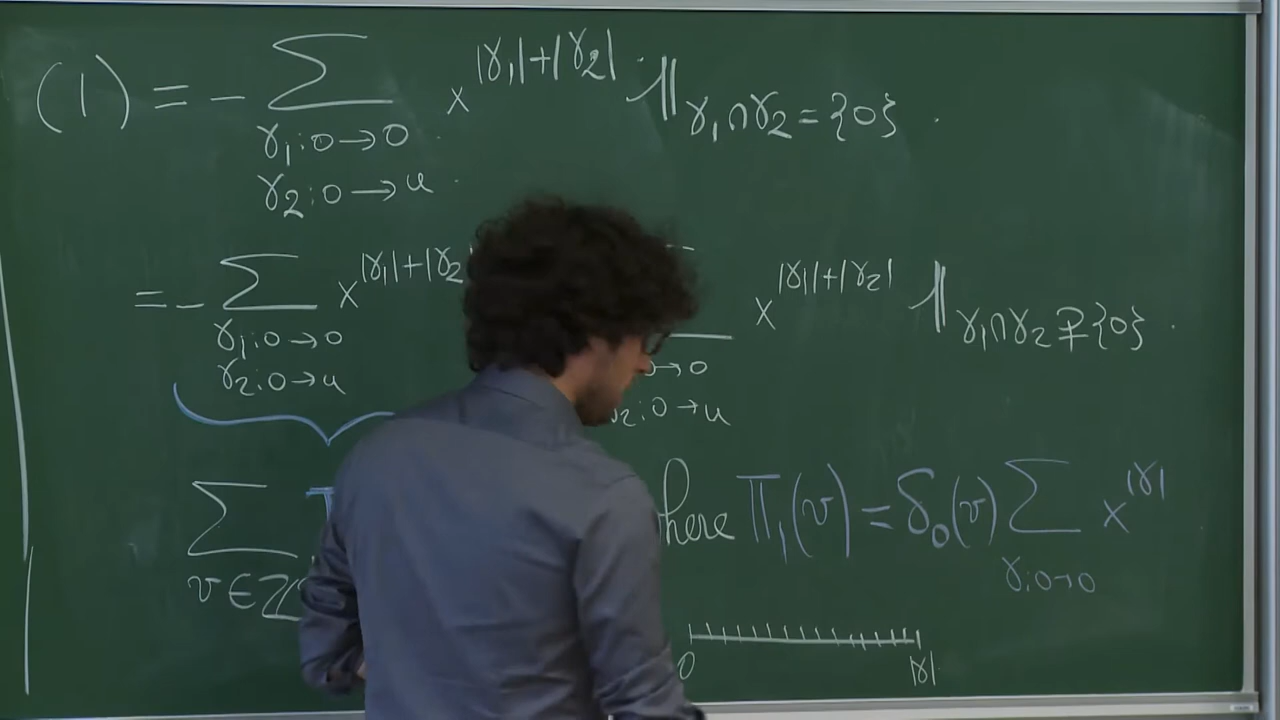 (1) = - ∑ x^{|γ₁|+|γ₂|} · 𝟙_{γ₁∩γ₂={0}} .
γ₁:0→0
γ₂:0→u
= - ∑ x^{|γ₁|+|γ₂ x^{|γ₁|+|γ₂|} 𝟙_{γ₁∩γ₂⊋{0}} .
γ₁:0→0 →0
γ₂:0→u ₂:0→u
∑ here Π₁(v) = δ₀(v) ∑ x^{|γ|}
v∈ℤ γ:0→0
0 |γ|